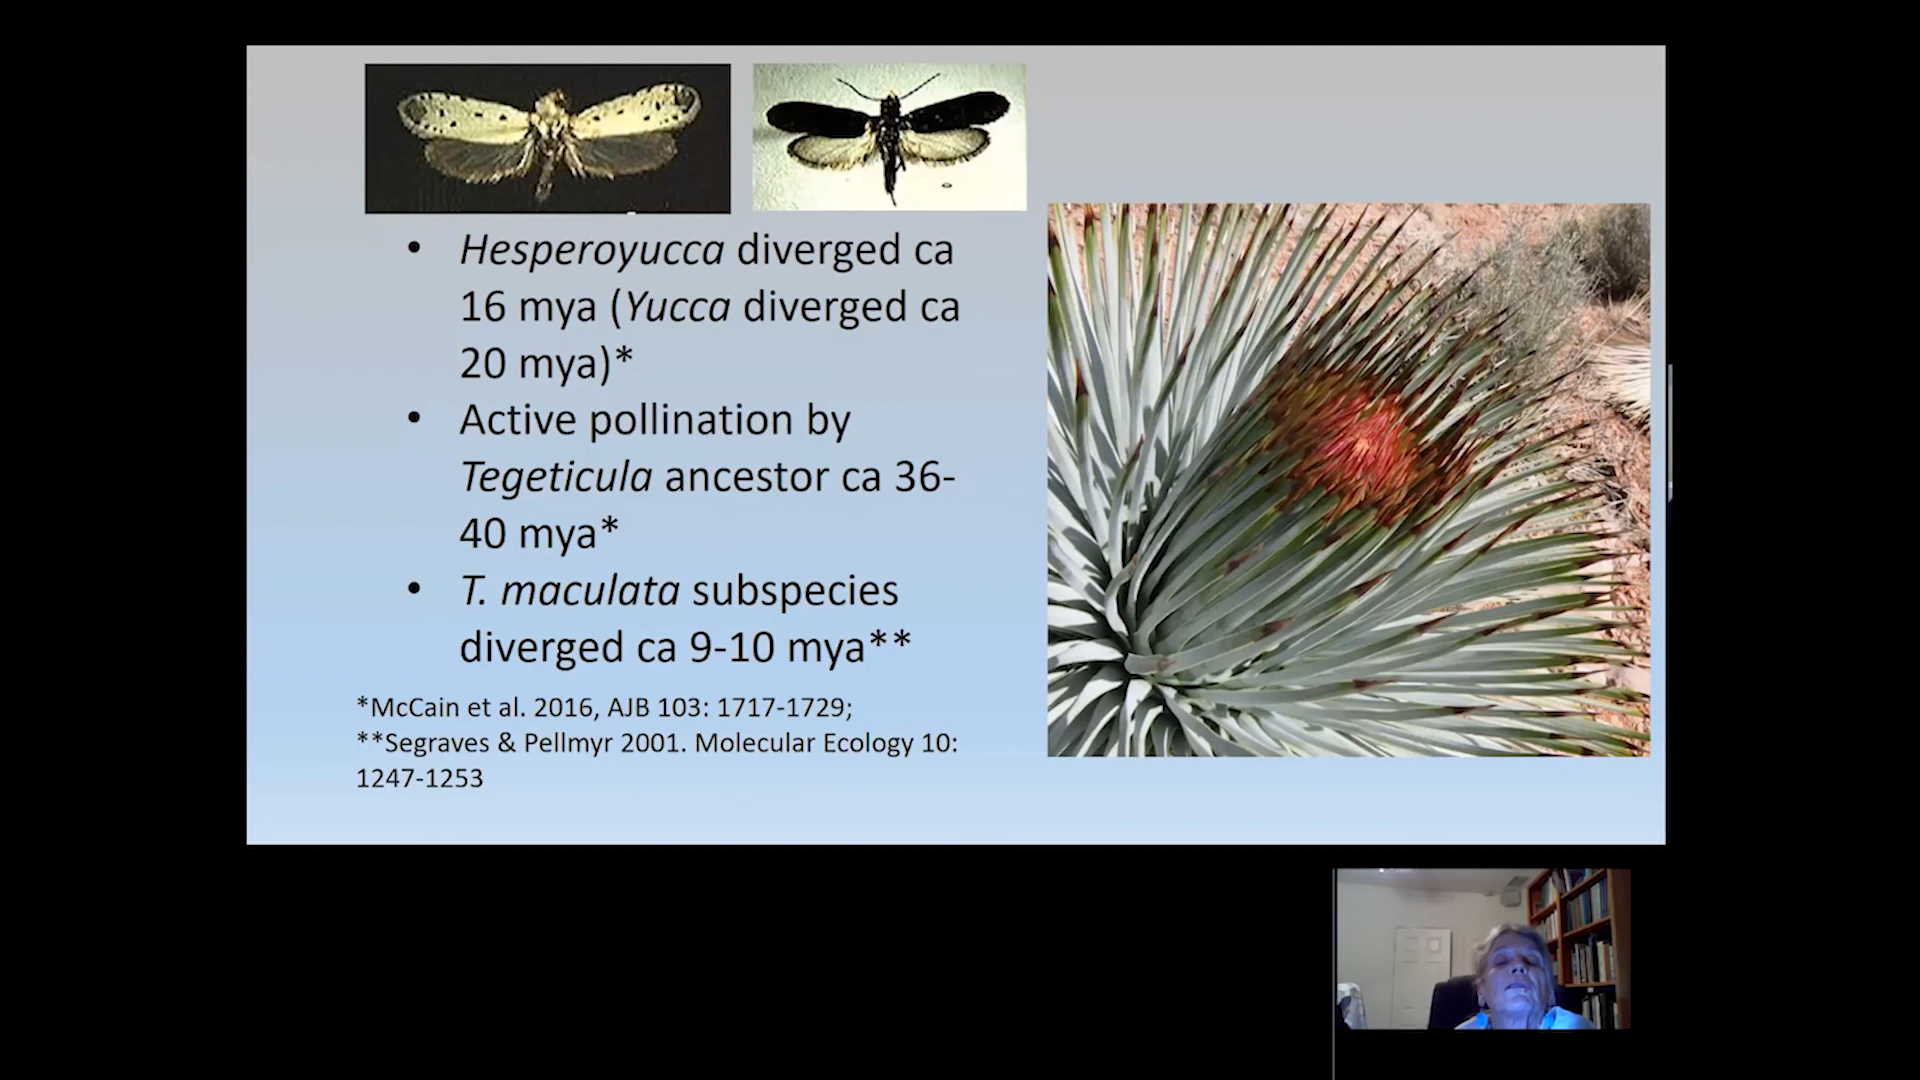 • Hesperoyucca diverged ca
16 mya (Yucca diverged ca
20 mya)*
• Active pollination by
Tegeticula ancestor ca 36-
40 mya*
• T. maculata subspecies
diverged ca 9-10 mya**
*McCain et al. 2016, AJB 103: 1717-1729;
**Segraves & Pellmyr 2001. Molecular Ecology 10:
1247-1253